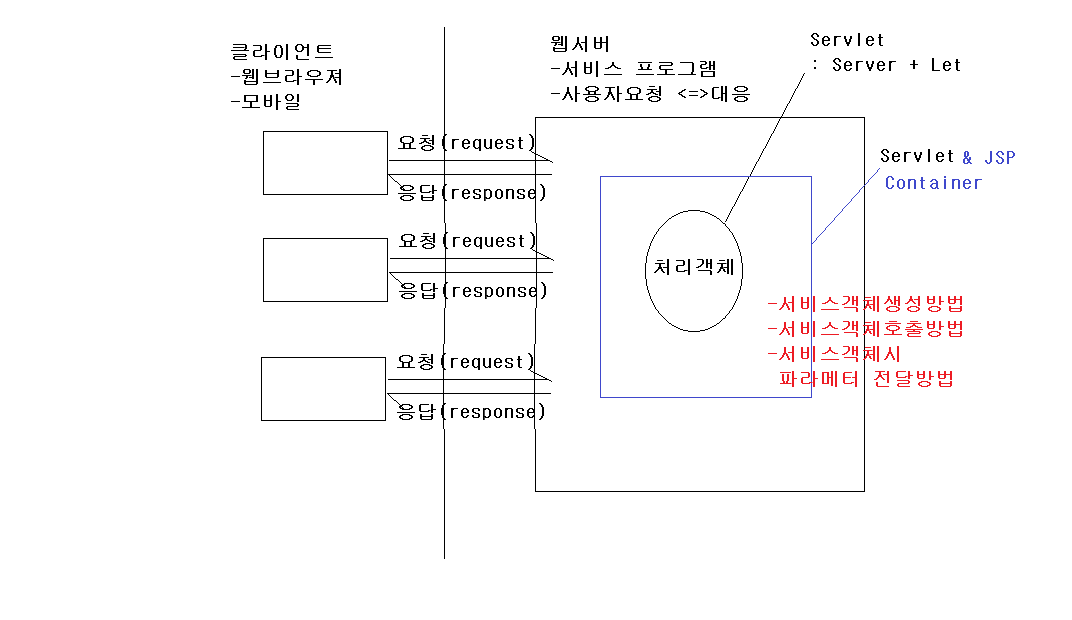 클라이언트
-웹브라우져
-모바일
웹서버
-서비스 프로그램
-사용자요청 <=>대응
Servlet
: Server + Let
Servlet & JSP
Container
요청(request)
응답(response)
요청(request)
응답(response)
요청(request)
응답(response)
처리객체
-서비스객체생성방법
-서비스객체호출방법
-서비스객체시
파라메터 전달방법